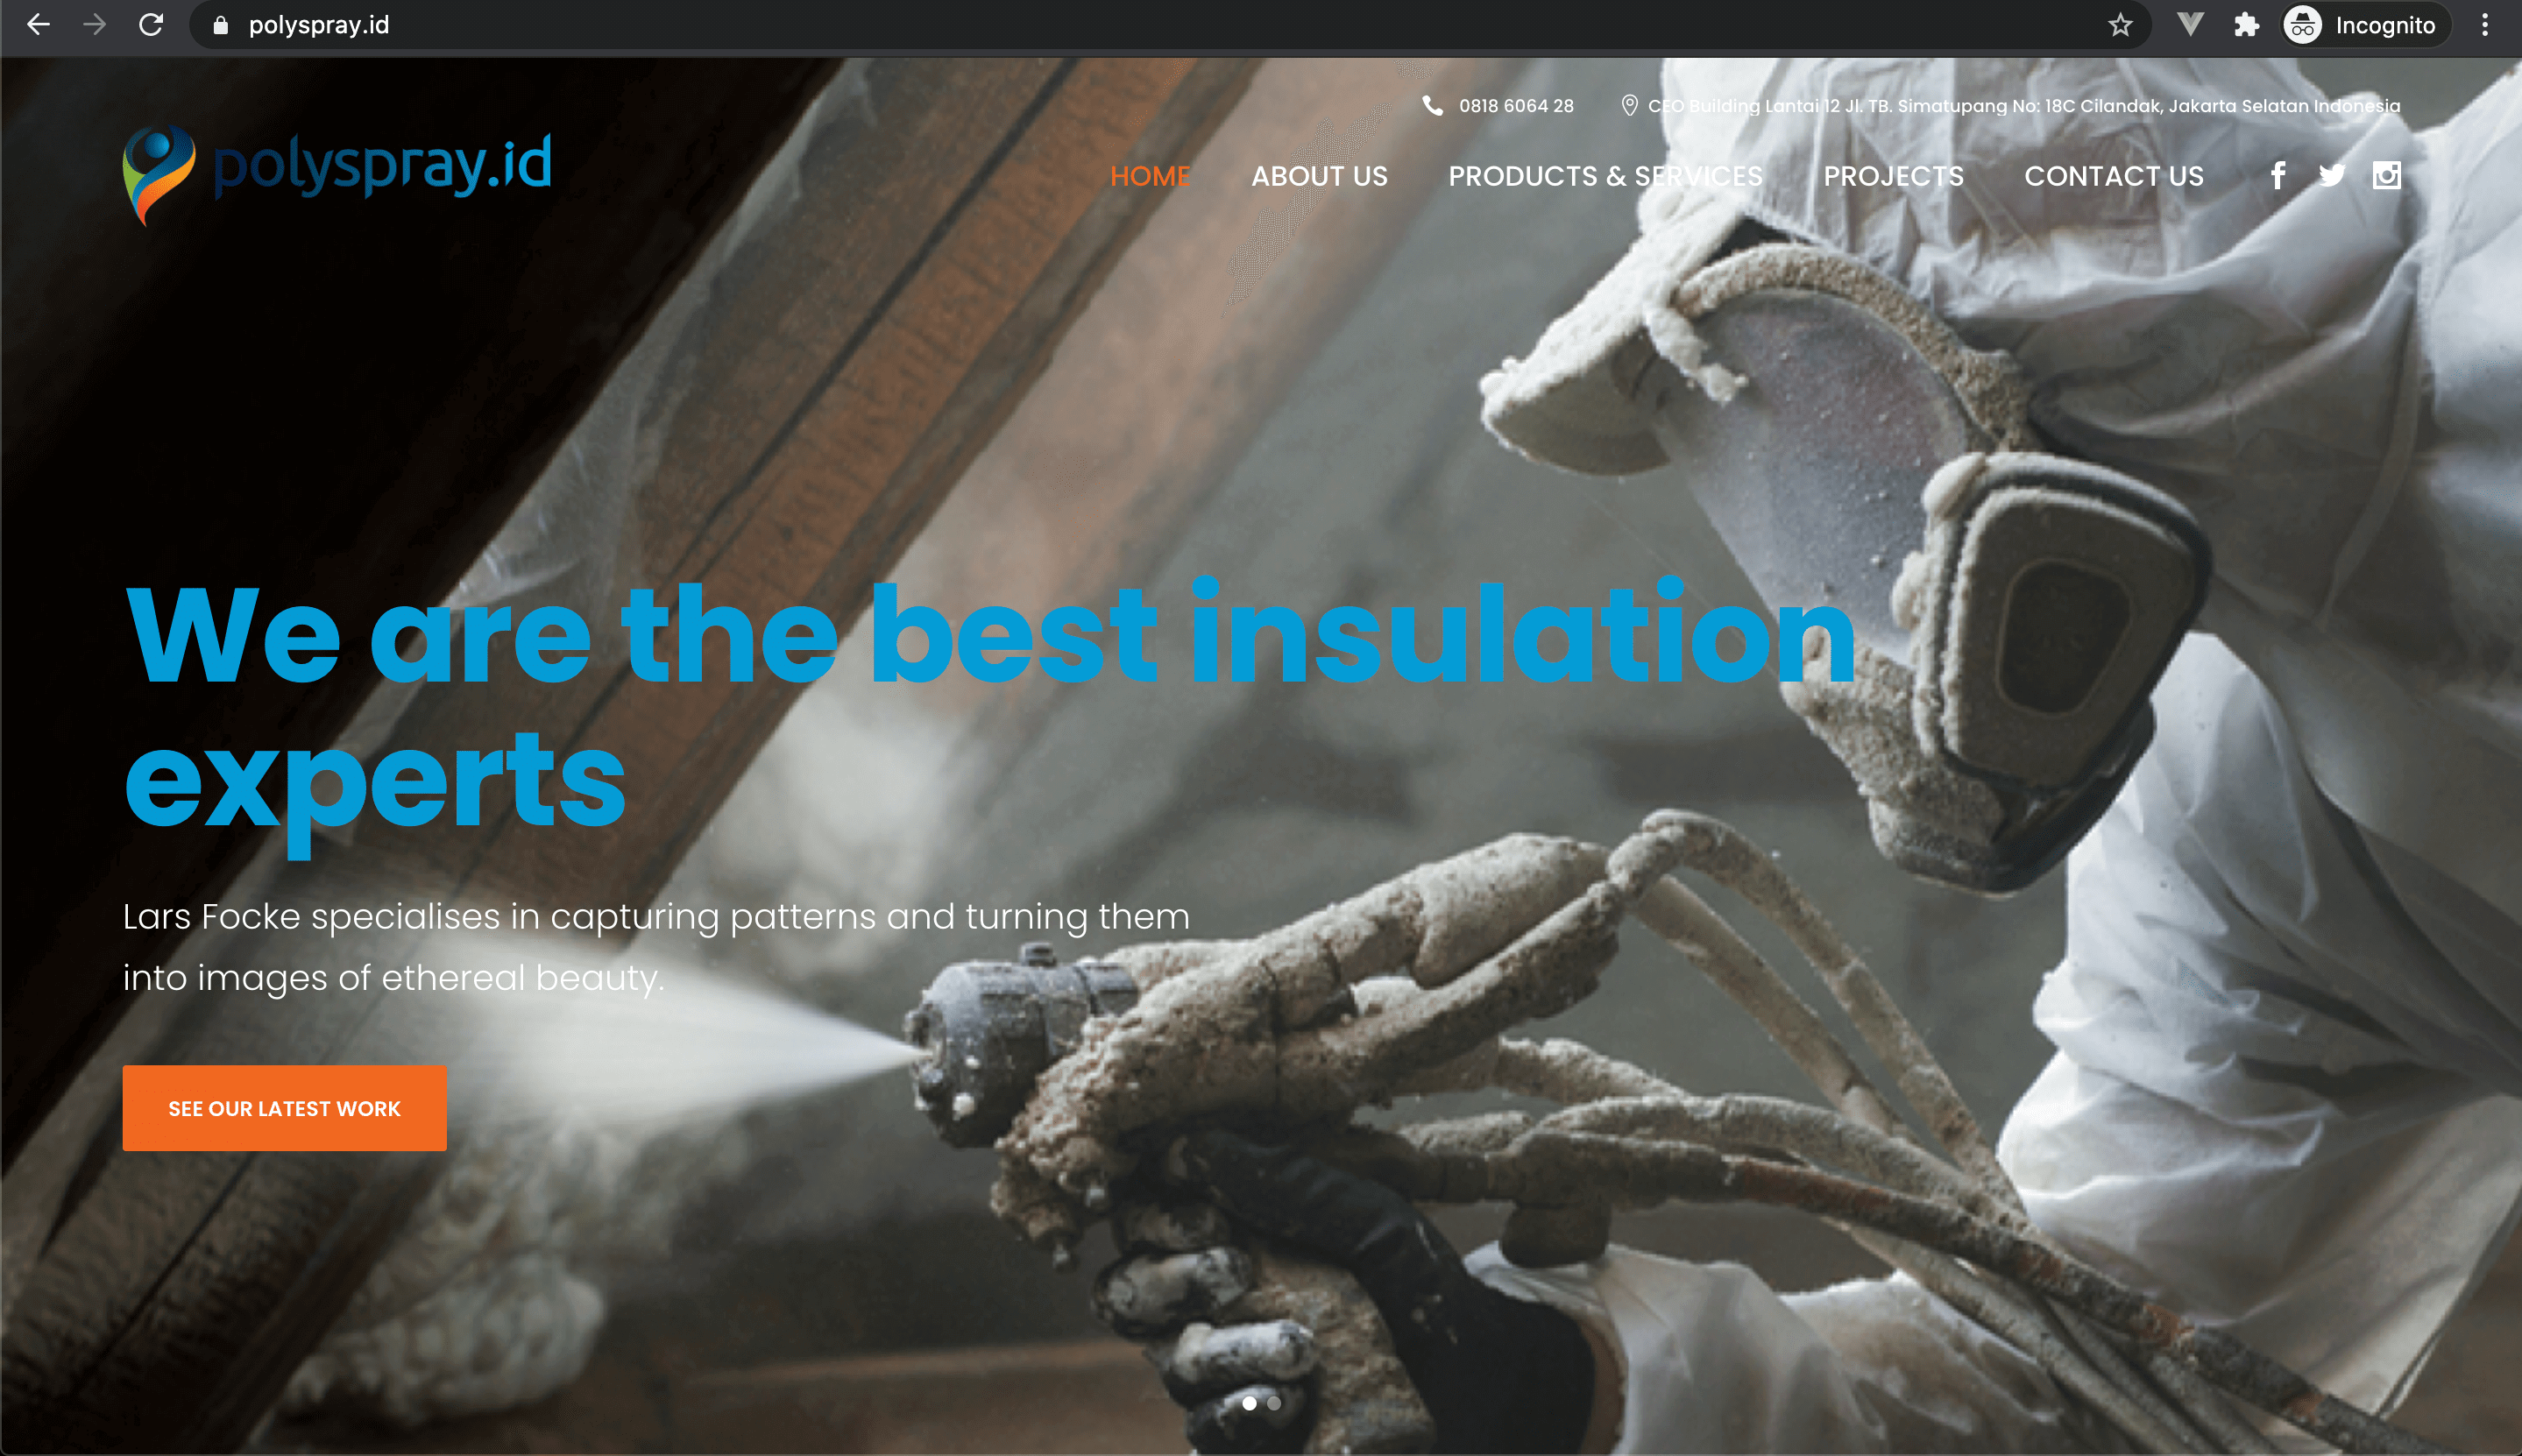 polyspray.id
Incognito
0818 6064 28
CEO Building Lantai 12 Jl. TB. Simatupang No: 18C Cilandak, Jakarta Selatan Indonesia
polyspray.id
HOME ABOUT US PRODUCTS & SERVICES PROJECTS CONTACT US
We are the best insulation
experts
Lars Focke specialises in capturing patterns and turning them
into images of ethereal beauty.
SEE OUR LATEST WORK